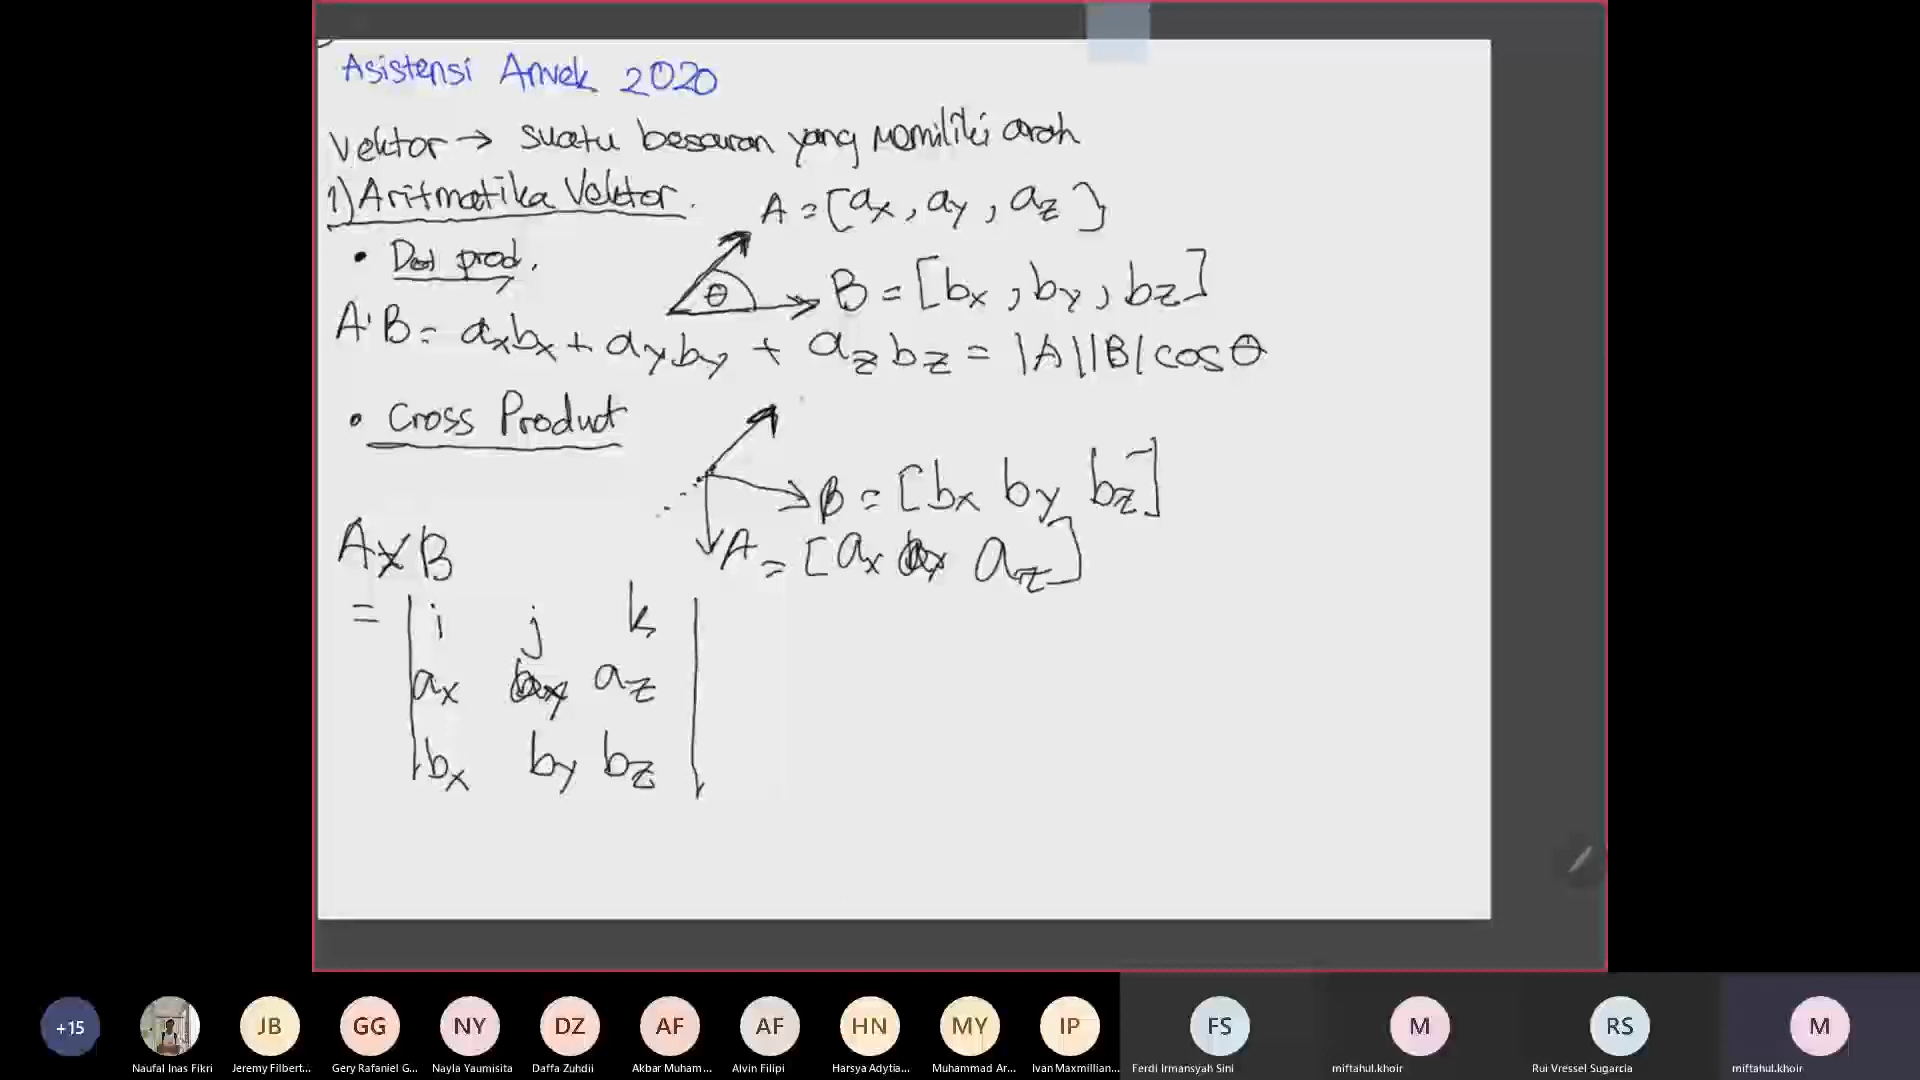 Asistensi Anvek 2020
Vektor → suatu besaran yang memiliki arah
1) Aritmatika Vektor.
A = [ax, ay, az]
• Dot prod.
θ
B = [bx, by, bz]
A·B = axbx + ayby + azbz = |A||B| cos θ
• Cross Product
B = [bx by bz]
A = [ax az]
A×B
= | i j k |
ax az
bx by bz
+15
JB
GG
NY
DZ
AF
AF
HN
MY
IP
FS
M
RS
M
Naufal Inas Fikri
Jeremy Filbert...
Gery Rafaniel G...
Nayla Yaumisita
Daffa Zuhdii
Akbar Muham...
Alvin Filipi
Harsya Adytia...
Muhammad Ar...
Ivan Maxmillian...
Ferdi Irmansyah Sini
miftahul.khoir
Rui Vressel Sugarcia
miftahul.khoir